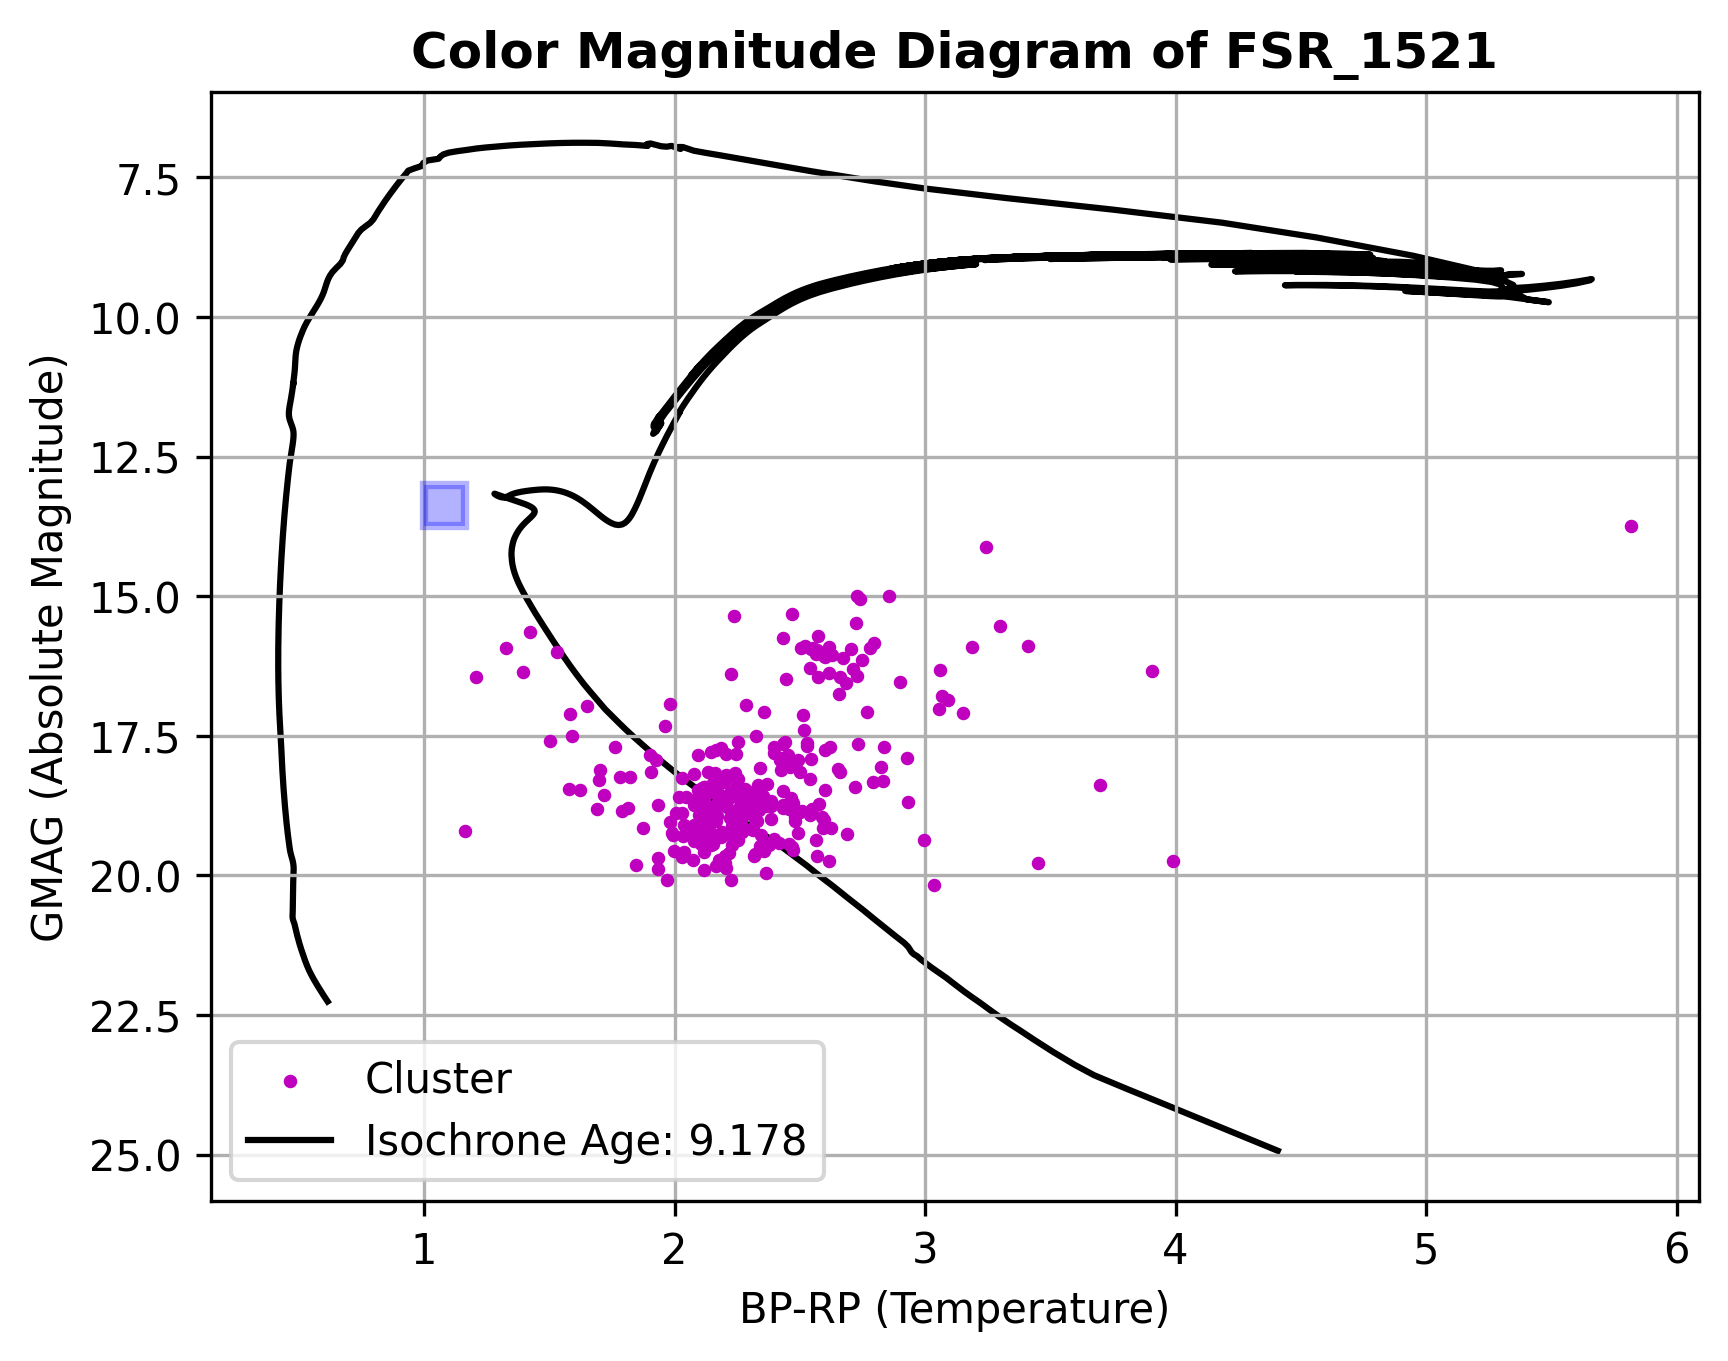 Color Magnitude Diagram of FSR_1521
GMAG (Absolute Magnitude)
7.5
10.0
12.5
15.0
17.5
20.0
22.5
25.0
Cluster
Isochrone Age: 9.178
1 2 3 4 5 6
BP-RP (Temperature)